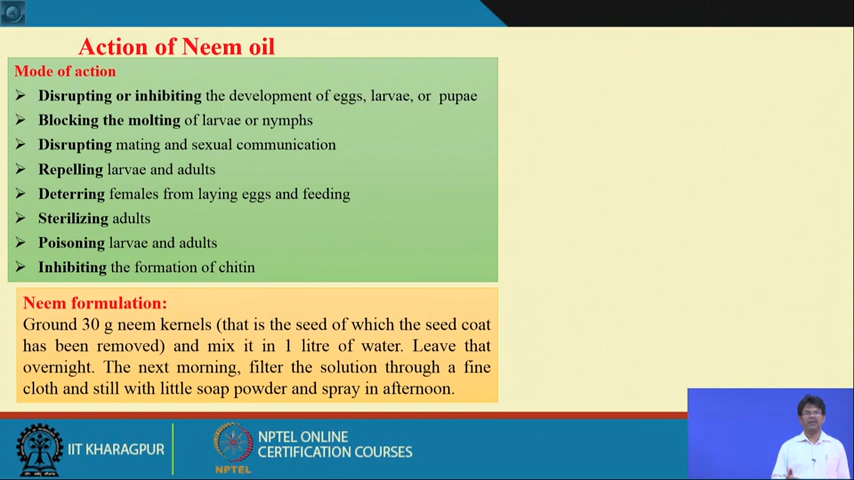 Action of Neem oil
Mode of action
➢ Disrupting or inhibiting the development of eggs, larvae, or pupae
➢ Blocking the molting of larvae or nymphs
➢ Disrupting mating and sexual communication
➢ Repelling larvae and adults
➢ Deterring females from laying eggs and feeding
➢ Sterilizing adults
➢ Poisoning larvae and adults
➢ Inhibiting the formation of chitin
Neem formulation:
Ground 30 g neem kernels (that is the seed of which the seed coat
has been removed) and mix it in 1 litre of water. Leave that
overnight. The next morning, filter the solution through a fine
cloth and still with little soap powder and spray in afternoon.
IIT KHARAGPUR
NPTEL
NPTEL ONLINE
CERTIFICATION COURSES